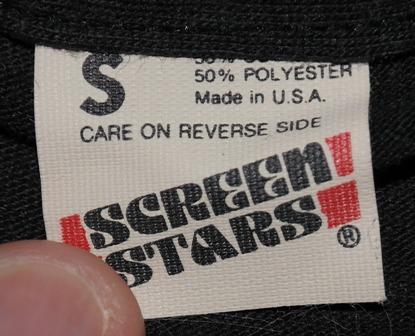 S
50% POLYESTER
Made in U.S.A.
CARE ON REVERSE SIDE
SCREEN
STARS®